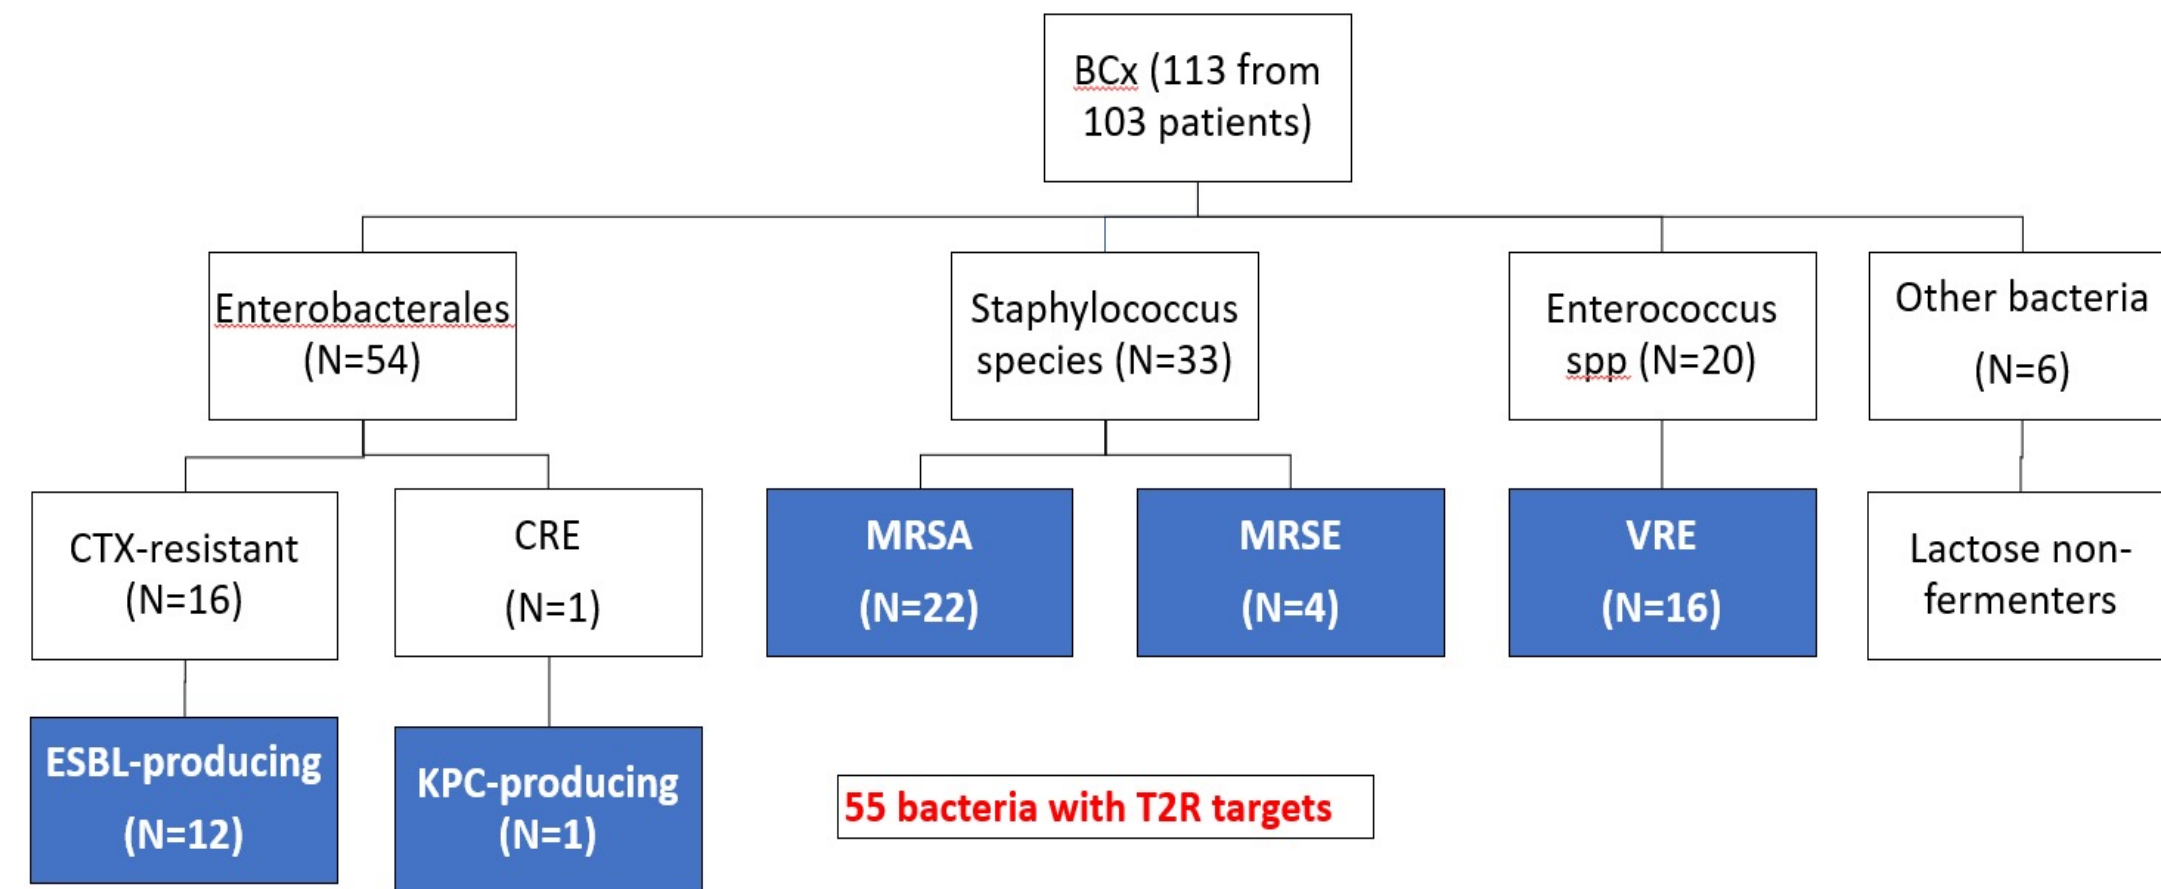 BCx (113 from
103 patients)
Enterobacterales
(N=54)
Staphylococcus
species (N=33)
Enterococcus
spp (N=20)
Other bacteria
(N=6)
CTX-resistant
(N=16)
CRE
(N=1)
MRSA
(N=22)
MRSE
(N=4)
VRE
(N=16)
Lactose non-
fermenters
ESBL-producing
(N=12)
KPC-producing
(N=1)
55 bacteria with T2R targets